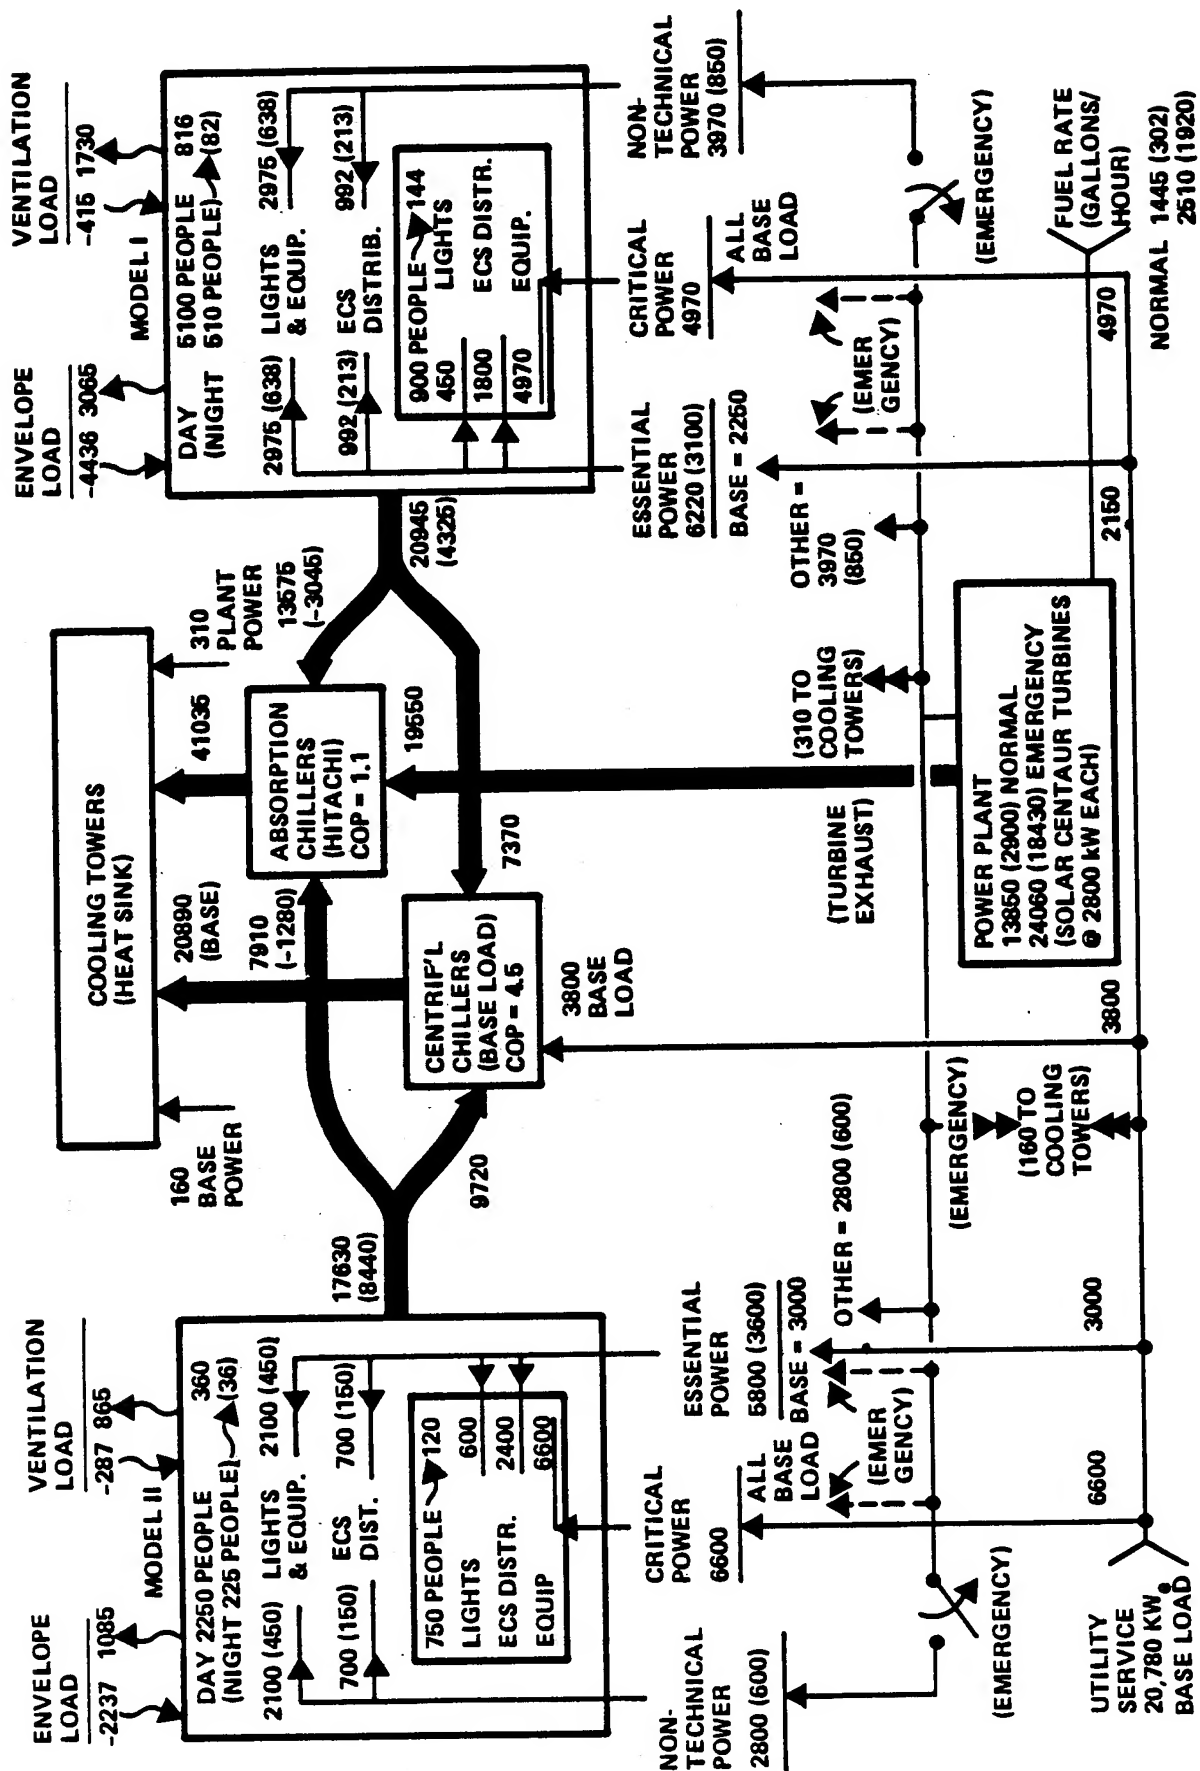 ENVELOPE
LOAD
-2237 1085
VENTILATION
LOAD
-287 865
MODEL II
DAY 2250 PEOPLE 360
(NIGHT 225 PEOPLE) (36)
2100 (450) LIGHTS 2100 (450)
& EQUIP.
700 (150) ECS 700 (150)
DIST.
750 PEOPLE 120
LIGHTS 600
ECS DISTR. 2400
EQUIP 6600
17630
(8440)
160
BASE
POWER
COOLING TOWERS
(HEAT SINK)
310
PLANT
POWER
20890
(BASE)
41035
7910
(-1280)
ABSORPTION
CHILLERS
(HITACHI)
COP = 1.1
13575
(-3045)
9720
CENTRIP'L
CHILLERS
(BASE LOAD)
COP = 4.5
7370
19550
3800
BASE
LOAD
20945
(4325)
ENVELOPE
LOAD
-4436 3065
VENTILATION
LOAD
-415 1730
MODEL I
DAY 5100 PEOPLE 816
(NIGHT 510 PEOPLE) (82)
2975 (638) LIGHTS 2975 (638)
& EQUIP.
992 (213) ECS 992 (213)
DISTRIB.
900 PEOPLE 144
450 LIGHTS
1800 ECS DISTR.
4970 EQUIP.
NON-
TECHNICAL
POWER
2800 (600)
CRITICAL
POWER
6600
ALL
BASE
LOAD
(EMER
GENCY)
ESSENTIAL
POWER
5800 (3600)
BASE = 3000
OTHER = 2800 (600)
(EMERGENCY)
(EMERGENCY)
(160 TO
COOLING
TOWERS)
(TURBINE
EXHAUST)
(310 TO
COOLING
TOWERS)
OTHER =
3970
(850)
ESSENTIAL
POWER
6220 (3100)
BASE = 2250
(EMER
GENCY)
CRITICAL
POWER
4970
ALL
BASE
LOAD
NON-
TECHNICAL
POWER
3970 (850)
(EMERGENCY)
POWER PLANT
13850 (2900) NORMAL
24060 (18430) EMERGENCY
(SOLAR CENTAUR TURBINES
@ 2800 kW EACH)
UTILITY
SERVICE
20,780 KWe
BASE LOAD
6600
3000
3800
2150
4970
FUEL RATE
(GALLONS/
HOUR)
NORMAL 1445 (302)
2510 (1920)